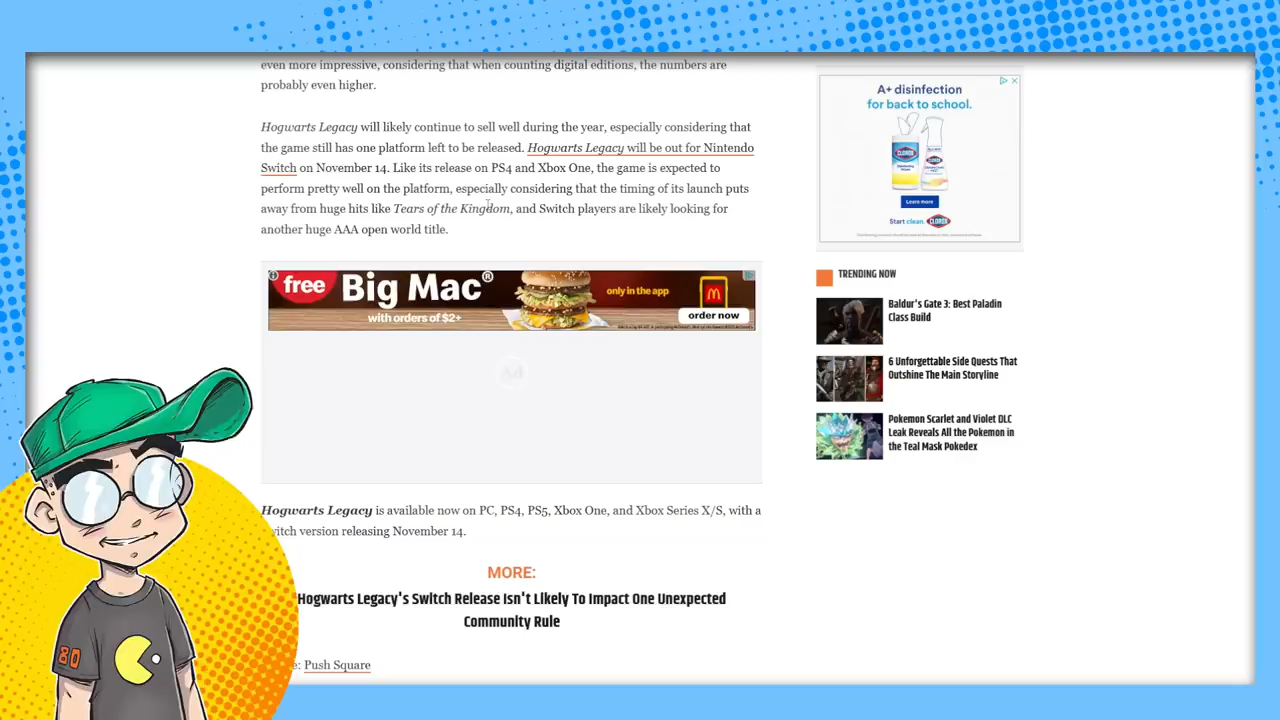 even more impressive, considering that when counting digital editions, the numbers are
probably even higher.
Hogwarts Legacy will likely continue to sell well during the year, especially considering that
the game still has one platform left to be released. Hogwarts Legacy will be out for Nintendo
Switch on November 14. Like its release on PS4 and Xbox One, the game is expected to
perform pretty well on the platform, especially considering that the timing of its launch puts
away from huge hits like Tears of the Kingdom, and Switch players are likely looking for
another huge AAA open world title.
free Big Mac®
with orders of $2+
only in the app
order now
Ad
Hogwarts Legacy is available now on PC, PS4, PS5, Xbox One, and Xbox Series X/S, with a
itch version releasing November 14.
MORE:
Hogwarts Legacy's Switch Release Isn't Likely To Impact One Unexpected
Community Rule
e: Push Square
A+ disinfection
for back to school.
CLOROX
CLOROX
Learn more
Start clean. CLOROX
TRENDING NOW
Baldur's Gate 3: Best Paladin
Class Build
6 Unforgettable Side Quests That
Outshine The Main Storyline
Pokemon Scarlet and Violet DLC
Leak Reveals All the Pokemon in
the Teal Mask Pokedex
80